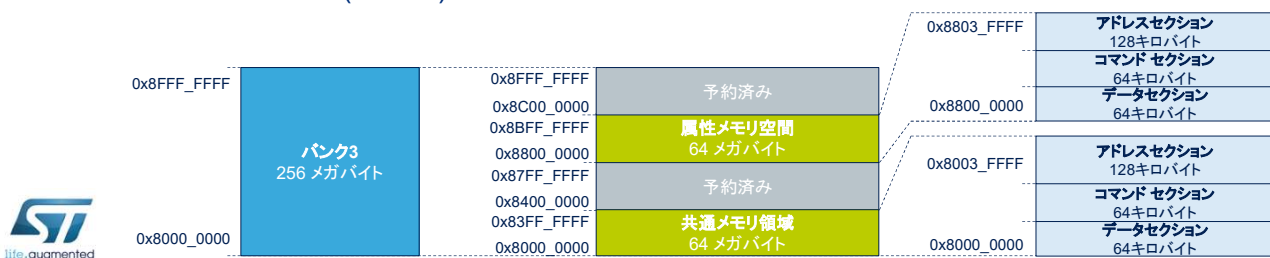 0x8FFF_FFFF
バンク3
256 メガバイト
0x8000_0000
0x8FFF_FFFF
予約済み
0x8C00_0000
0x8BFF_FFFF
属性メモリ空間
64 メガバイト
0x8800_0000
0x87FF_FFFF
予約済み
0x8400_0000
0x83FF_FFFF
共通メモリ領域
64 メガバイト
0x8000_0000
0x8803_FFFF
アドレスセクション
128キロバイト
コマンド セクション
64キロバイト
0x8800_0000
データセクション
64キロバイト
0x8003_FFFF
アドレスセクション
128キロバイト
コマンド セクション
64キロバイト
データセクション
0x8000_0000
64キロバイト
ST
life.augmented